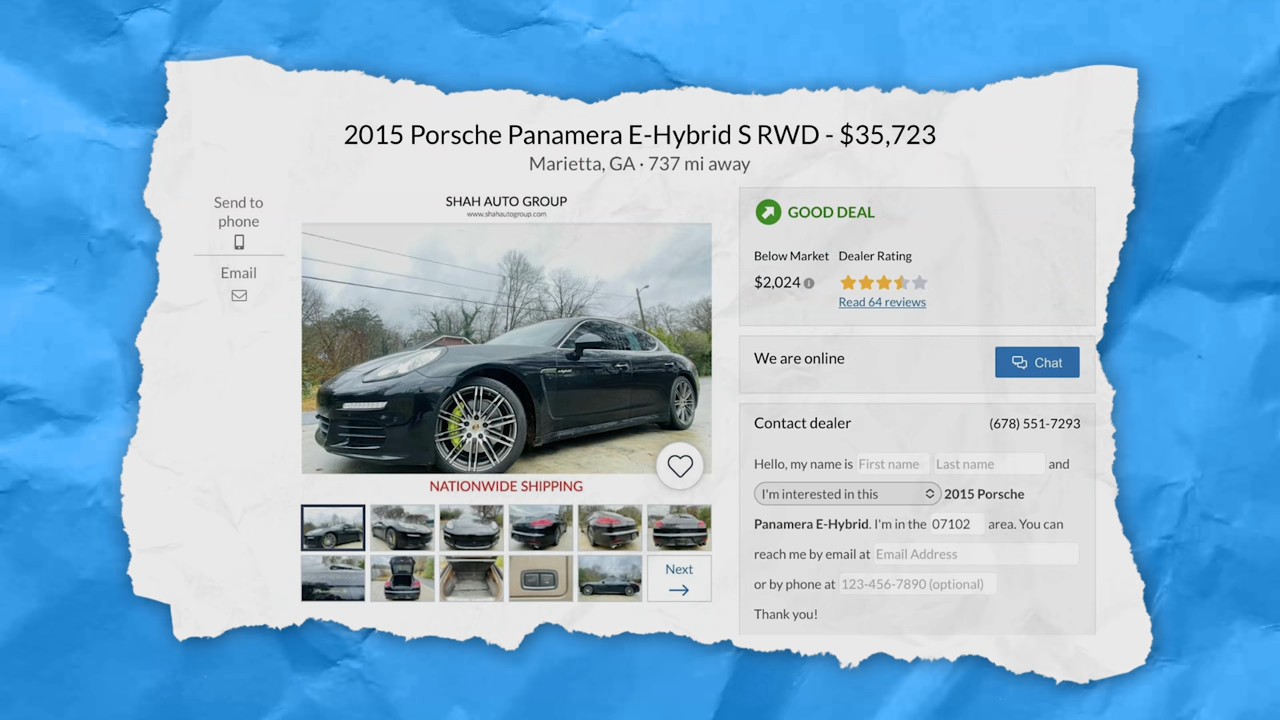 2015 Porsche Panamera E-Hybrid S RWD - $35,723
Marietta, GA · 737 mi away
Send to
phone
Email
SHAH AUTO GROUP
www.shahautogroup.com
NATIONWIDE SHIPPING
Next
GOOD DEAL
Below Market Dealer Rating
$2,024
Read 64 reviews
We are online
Chat
Contact dealer (678) 551-7293
Hello, my name is First name Last name and
I'm interested in this 2015 Porsche
Panamera E-Hybrid. I'm in the 07102 area. You can
reach me by email at Email Address
or by phone at 123-456-7890 (optional)
Thank you!